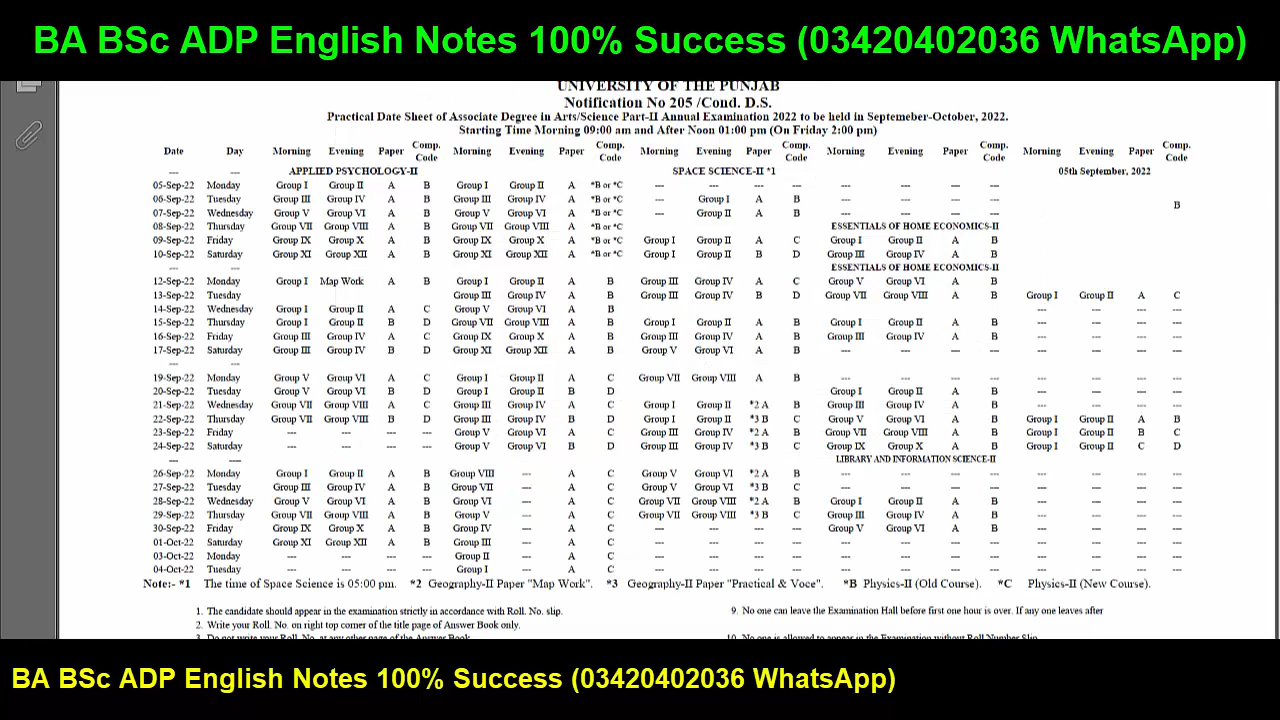 BA BSc ADP English Notes 100% Success (03420402036 WhatsApp)
UNIVERSITY OF THE PUNJAB
Notification No 205 /Cond. D.S.
Practical Date Sheet of Associate Degree in Arts/Science Part-II Annual Examination 2022 to be held in Septemeber-October, 2022.
Starting Time Morning 09:00 am and After Noon 01:00 pm (On Friday 2:00 pm)
Date Day Morning Evening Paper Comp. Code Morning Evening Paper Comp. Code Morning Evening Paper Comp. Code Morning Evening Paper Morning Evening Paper Comp. Code
--- --- APPLIED PSYCHOLOGY-II SPACE SCIENCE-II *1 05th September, 2022
05-Sep-22 Monday Group I Group II A B Group I Group II A *B or *C --- --- --- --- --- --- --- ---
06-Sep-22 Tuesday Group III Group IV A B Group III Group IV A *B or *C --- Group I A B --- --- --- ---
07-Sep-22 Wednesday Group V Group VI A B Group V Group VI A *B or *C --- Group II A B --- --- --- --- B
08-Sep-22 Thursday Group VII Group VIII A B Group VII Group VIII A *B or *C ESSENTIALS OF HOME ECONOMICS-II
09-Sep-22 Friday Group IX Group X A B Group IX Group X A *B or *C Group I Group II A C Group I Group II A B
10-Sep-22 Saturday Group XI Group XII A B Group XI Group XII A *B or *C Group I Group II B D Group III Group IV A B
--- --- ESSENTIALS OF HOME ECONOMICS-II
12-Sep-22 Monday Group I Map Work A B Group I Group II A B Group III Group IV A C Group V Group VI A B
13-Sep-22 Tuesday Group III Group IV A B Group III Group IV B D Group VII Group VIII A B Group I Group II A C
14-Sep-22 Wednesday Group I Group II A C Group V Group VI A B --- --- --- ---
15-Sep-22 Thursday Group I Group II B D Group VII Group VIII A B Group I Group II A B Group I Group II A B --- --- --- ---
16-Sep-22 Friday Group III Group IV A C Group IX Group X A B Group III Group IV A B Group III Group IV A B --- --- --- ---
17-Sep-22 Saturday Group III Group IV B D Group XI Group XII A B Group V Group VI A B --- --- --- --- --- --- --- ---
--- ---
19-Sep-22 Monday Group V Group VI A C Group I Group II A C Group VII Group VIII A B --- --- --- --- --- --- --- ---
20-Sep-22 Tuesday Group V Group VI B D Group I Group II B D Group I Group II A B --- --- --- ---
21-Sep-22 Wednesday Group VII Group VIII A C Group III Group IV A C Group I Group II *2 A B Group III Group IV A B --- --- --- ---
22-Sep-22 Thursday Group VII Group VIII B D Group III Group IV B D Group I Group II *3 B C Group V Group VI A B Group I Group II A B
23-Sep-22 Friday --- --- --- --- Group V Group VI A C Group III Group IV *2 A B Group VII Group VIII A B Group I Group II B C
24-Sep-22 Saturday --- --- --- --- Group V Group VI B D Group III Group IV *3 B C Group IX Group X A B Group I Group II C D
--- --- LIBRARY AND INFORMATION SCIENCE-II
26-Sep-22 Monday Group I Group II A B Group VIII --- A C Group V Group VI *2 A B --- --- --- --- --- --- --- ---
27-Sep-22 Tuesday Group III Group IV A B Group VII --- A C Group V Group VI *3 B C --- --- --- --- --- --- --- ---
28-Sep-22 Wednesday Group V Group VI A B Group VI --- A C Group VII Group VIII *2 A B Group I Group II A B --- --- --- ---
29-Sep-22 Thursday Group VII Group VIII A B Group V --- A C Group VII Group VIII *3 B C Group III Group IV A B --- --- --- ---
30-Sep-22 Friday Group IX Group X A B Group IV --- A C --- --- --- --- Group V Group VI A B --- --- --- ---
01-Oct-22 Saturday Group XI Group XII A B Group III --- A C --- --- --- --- --- --- --- --- --- --- --- ---
03-Oct-22 Monday --- --- --- --- Group II A C --- --- --- --- --- --- --- --- --- --- --- ---
04-Oct-22 Tuesday --- --- --- --- Group I A C --- --- --- --- --- --- --- --- --- --- --- ---
Note:- *1 The time of Space Science is 05:00 pm. *2 Geography-II Paper "Map Work". *3 Geography-II Paper "Practical & Voce". *B Physics-II (Old Course). *C Physics-II (New Course).
1. The candidate should appear in the examination strictly in accordance with Roll. No. slip.
2. Write your Roll. No. on right top corner of the title page of Answer Book only.
3. Do not write your Roll. No. at any other page of the Answer Book.
9. No one can leave the Examination Hall before first one hour is over. If any one leaves after
10. No one is allowed to appear in the Examination without Roll Number Slip.
BA BSc ADP English Notes 100% Success (03420402036 WhatsApp)